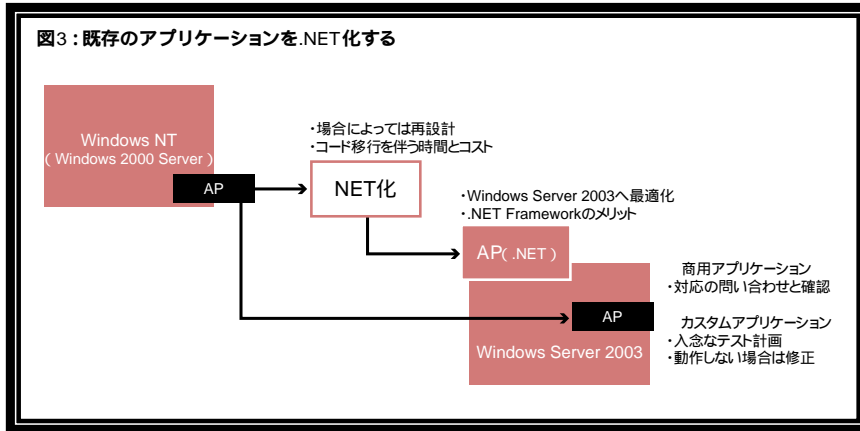 図3：既存のアプリケーションを.NET化する
Windows NT
（Windows 2000 Server）
AP
・場合によっては再設計
・コード移行を伴う時間とコスト
NET化
・Windows Server 2003へ最適化
・.NET Frameworkのメリット
AP（.NET）
商用アプリケーション
・対応の問い合わせと確認
AP
カスタムアプリケーション
・入念なテスト計画
・動作しない場合は修正
Windows Server 2003